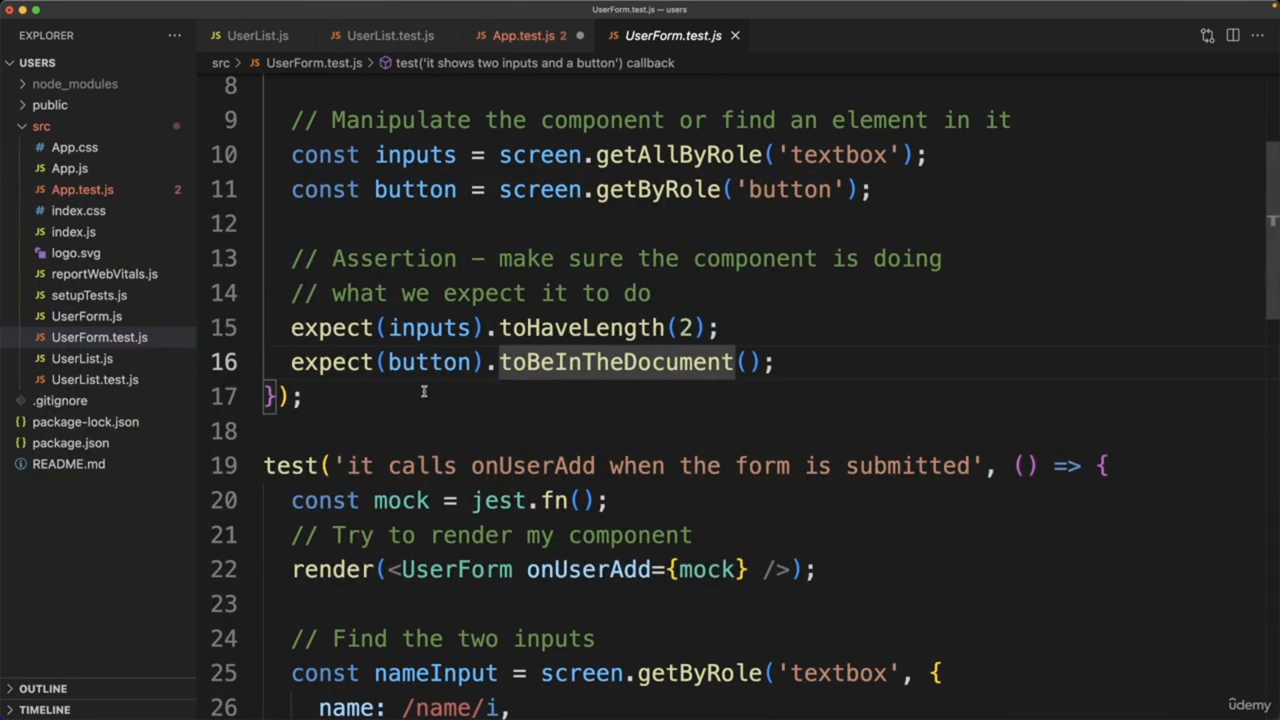 UserForm.test.js — users
EXPLORER
UserList.js
UserList.test.js
App.test.js 2
UserForm.test.js
USERS
src > UserForm.test.js > test('it shows two inputs and a button') callback
node_modules
public
src
App.css
App.js
App.test.js 2
index.css
index.js
logo.svg
reportWebVitals.js
setupTests.js
UserForm.js
UserForm.test.js
UserList.js
UserList.test.js
.gitignore
package-lock.json
package.json
README.md
OUTLINE
TIMELINE
8
9 // Manipulate the component or find an element in it
10 const inputs = screen.getAllByRole('textbox');
11 const button = screen.getByRole('button');
12
13 // Assertion – make sure the component is doing
14 // what we expect it to do
15 expect(inputs).toHaveLength(2);
16 expect(button).toBeInTheDocument();
17 });
18
19 test('it calls onUserAdd when the form is submitted', () => {
20 const mock = jest.fn();
21 // Try to render my component
22 render(<UserForm onUserAdd={mock} />);
23
24 // Find the two inputs
25 const nameInput = screen.getByRole('textbox', {
26 name: /name/i,
ûdemy